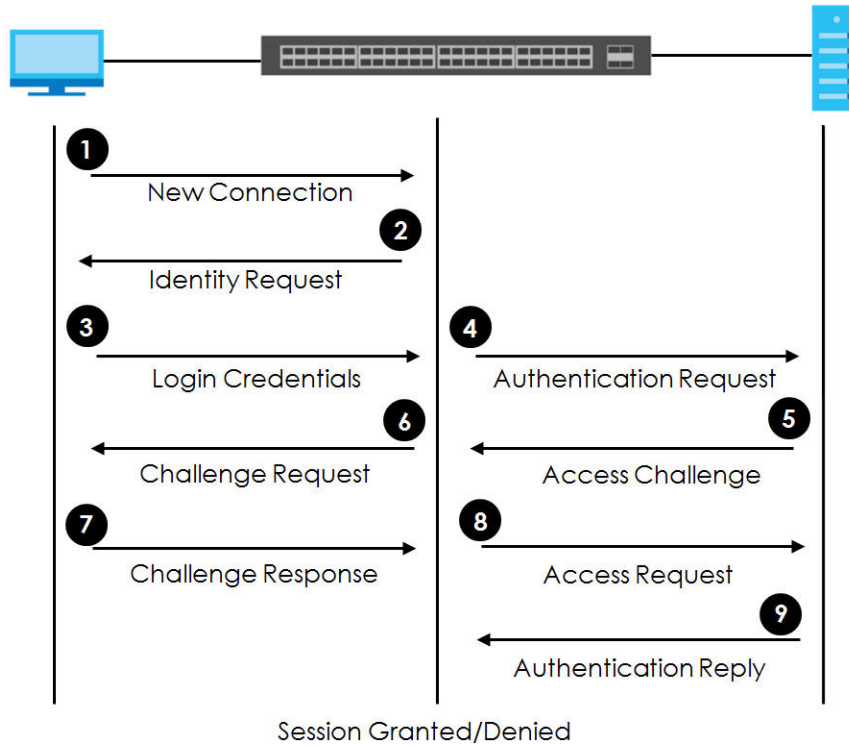 1
New Connection
2
Identity Request
3
4
Login Credentials
Authentication Request
6
5
Challenge Request
Access Challenge
7
8
Challenge Response
Access Request
9
Authentication Reply
Session Granted/Denied